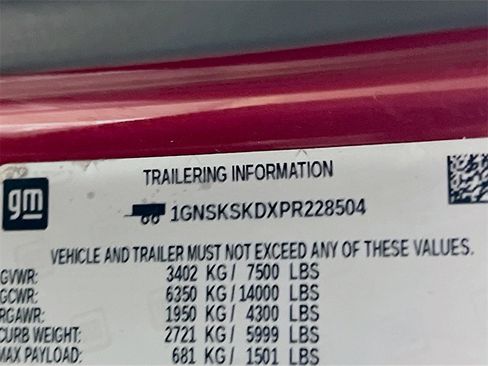 TRAILERING INFORMATION
gm
1GNSKSKDXPR228504
VEHICLE AND TRAILER MUST NOT EXCEED ANY OF THESE VALUES.
GVWR: 3402 KG/ 7500 LBS
GCWR: 6350 KG/14000 LBS
RGAWR: 1950 KG/ 4300 LBS
CURB WEIGHT: 2721 KG/ 5999 LBS
MAX PAYLOAD: 681 KG/ 1501 LBS